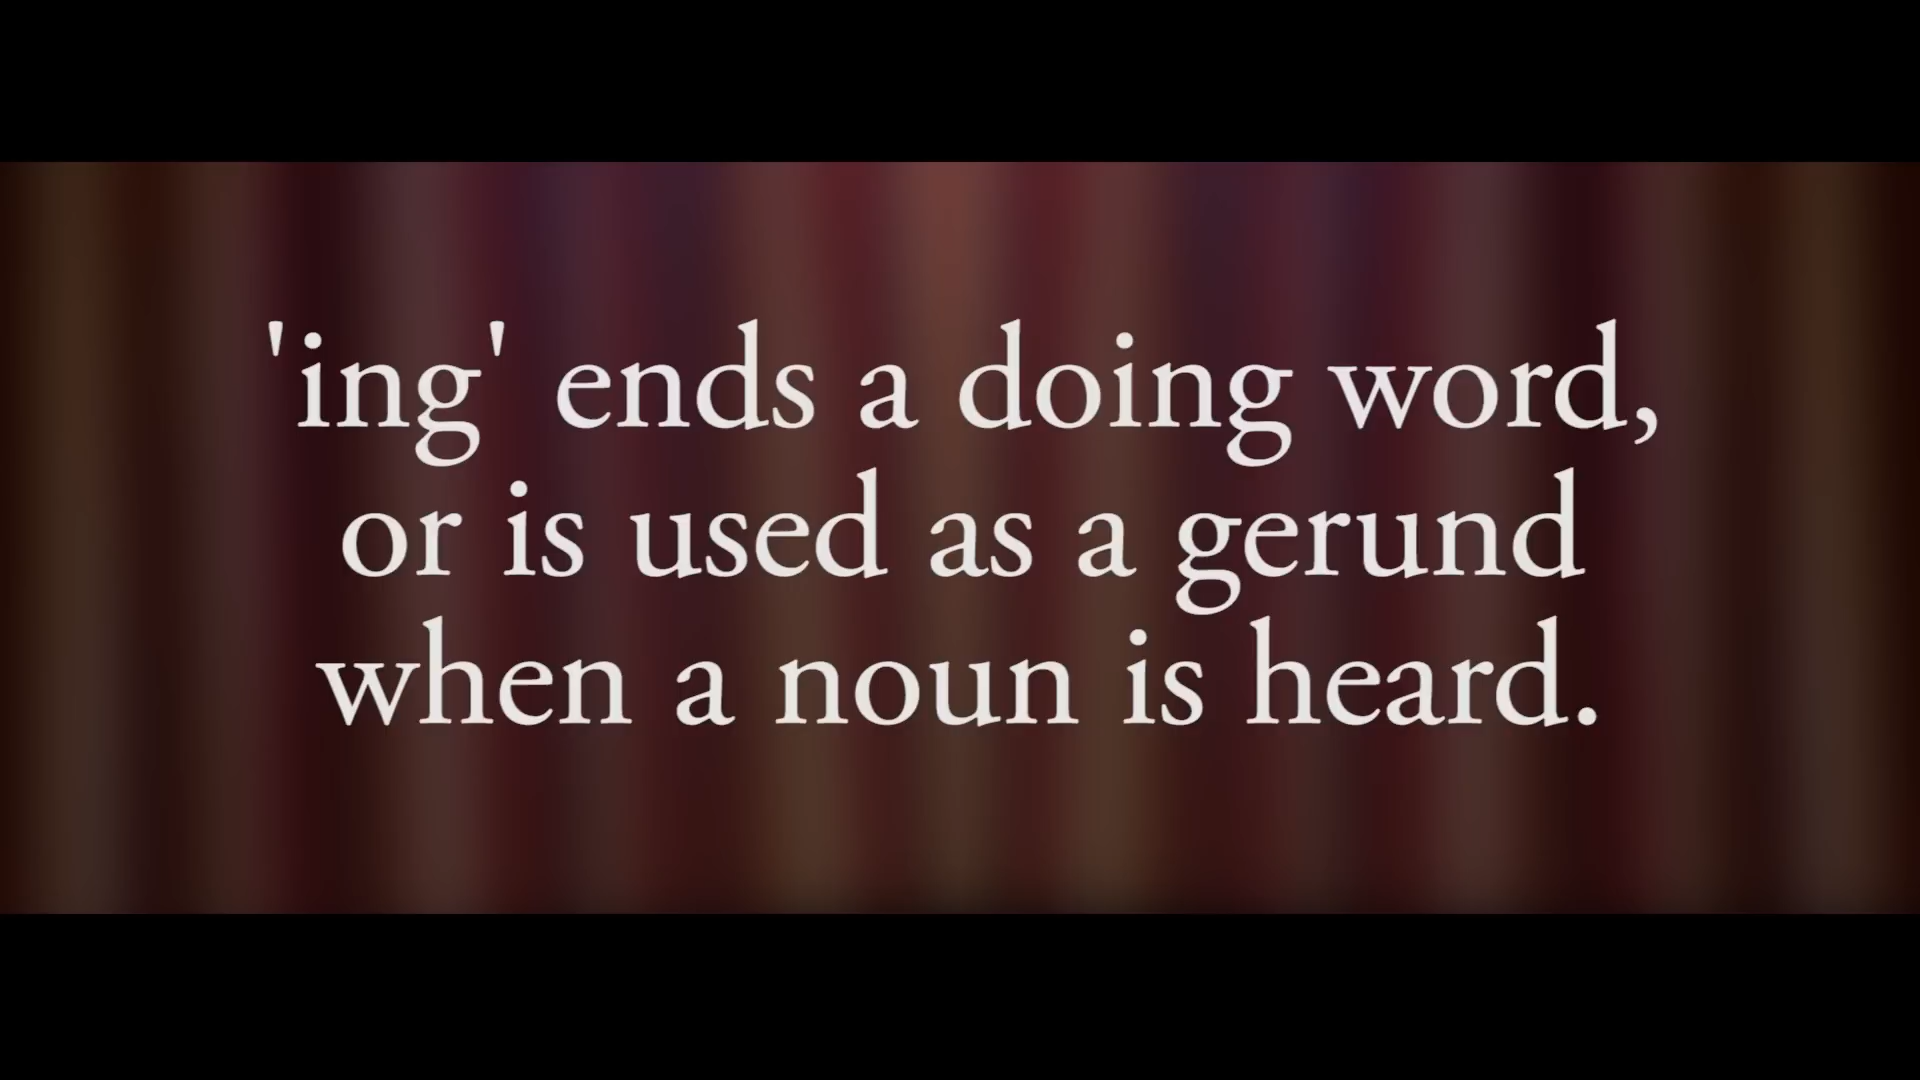 'ing' ends a doing word,
or is used as a gerund
when a noun is heard.